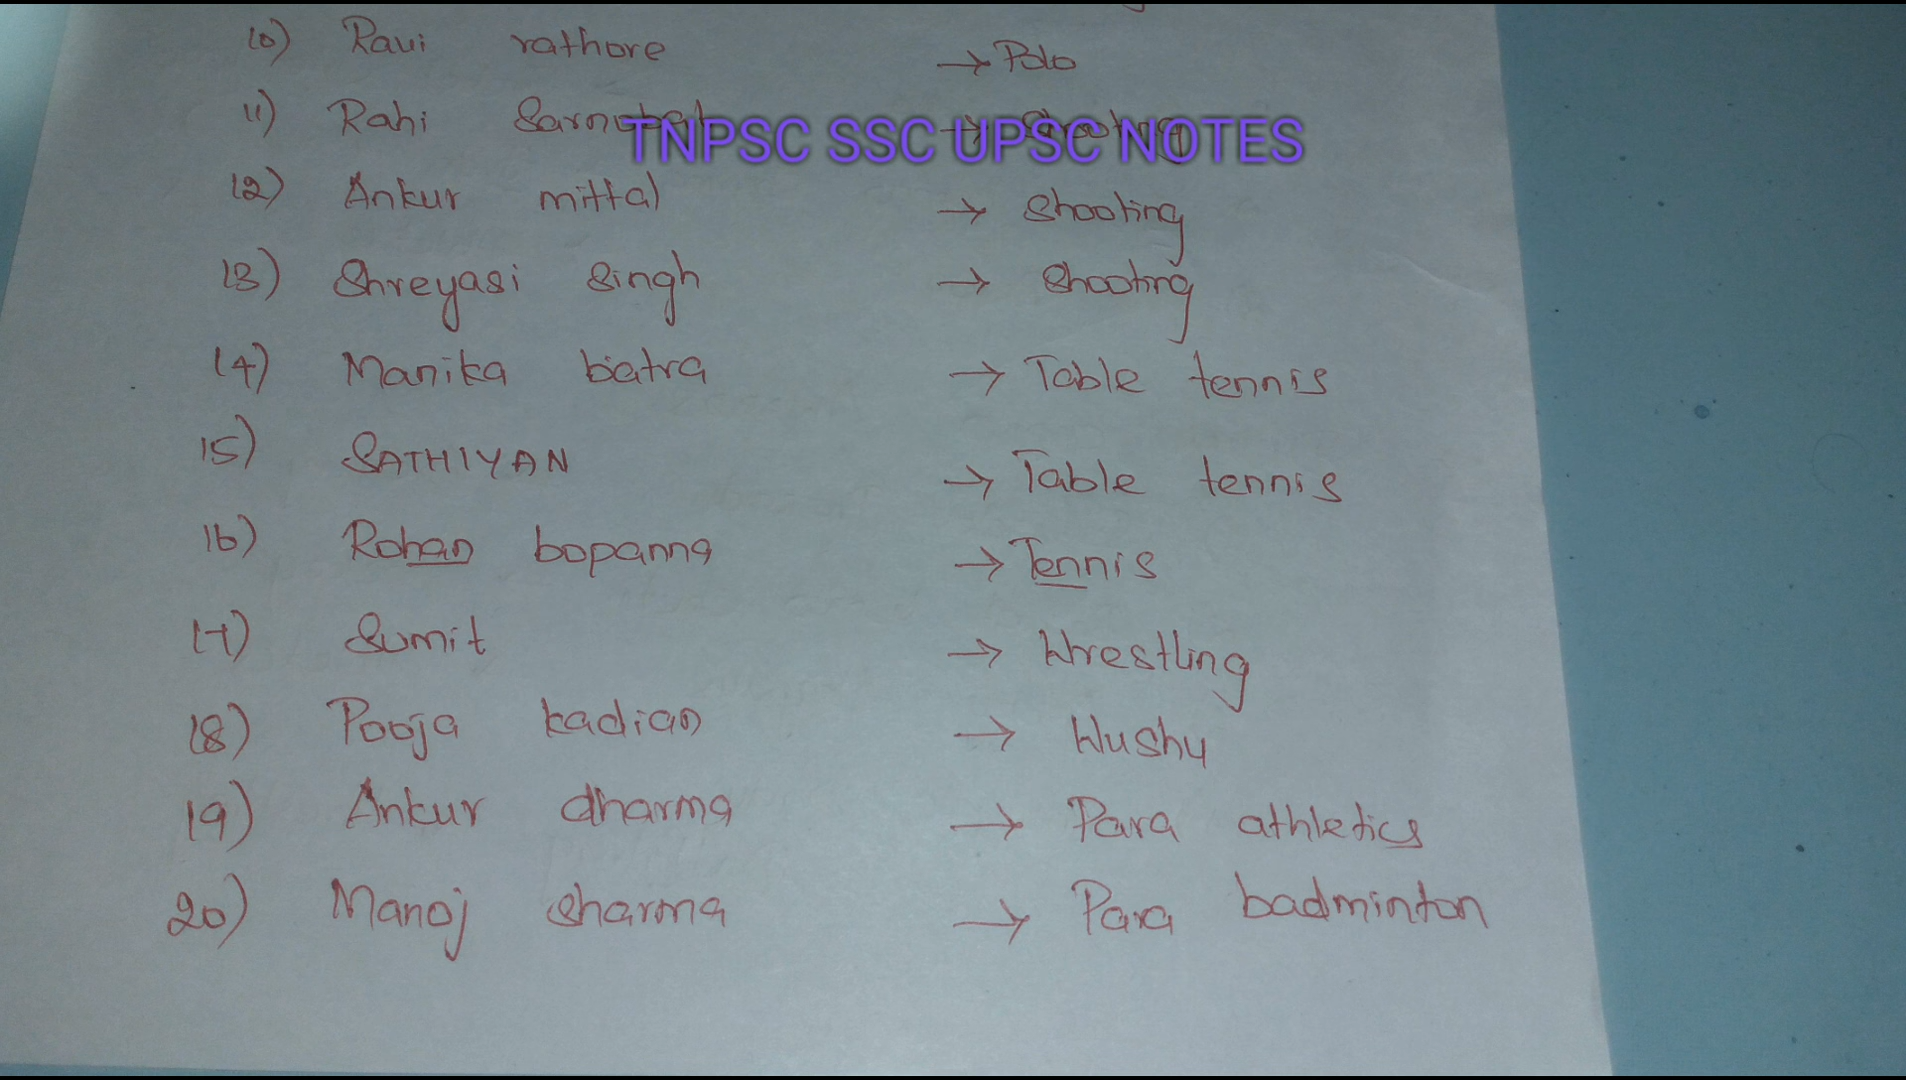 10) Ravi rathore → Polo
11) Rahi Sarnobat → Shooting
TNPSC SSC UPSC NOTES
12) Ankur mittal → Shooting
13) Shreyasi Singh → Shooting
14) Manika batra → Table tennis
15) SATHIYAN → Table tennis
16) Rohan bopanna → Tennis
17) Sumit → Wrestling
18) Pooja kadian → Wushu
19) Ankur dharma → Para athletics
20) Manoj sharma → Para badminton